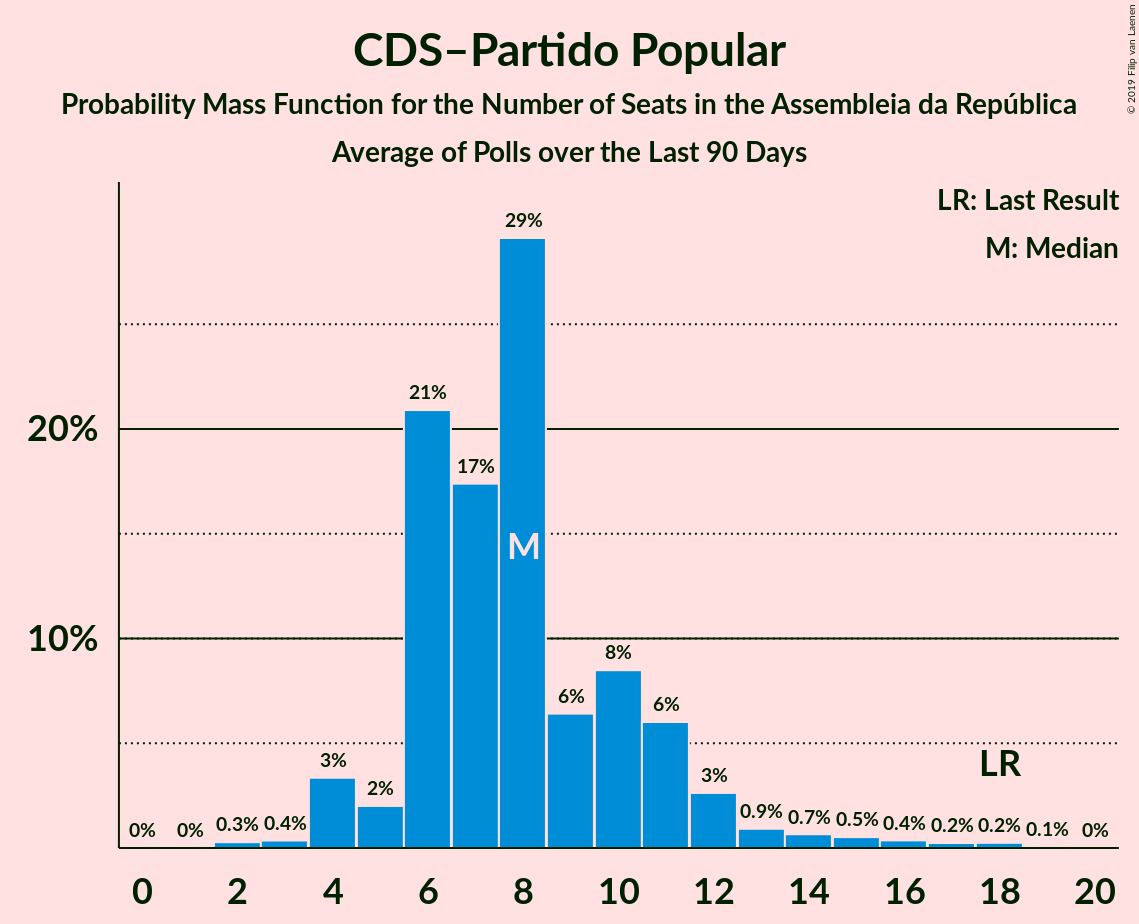 CDS–Partido Popular
Probability Mass Function for the Number of Seats in the Assembleia da República
Average of Polls over the Last 90 Days
© 2019 Filip van Laenen
LR: Last Result
M: Median
20%
10%
0%
0%
0.3%
0.4%
3%
2%
21%
17%
29%
6%
8%
6%
3%
0.9%
0.7%
0.5%
0.4%
0.2%
0.2%
0.1%
0%
M
LR
0 2 4 6 8 10 12 14 16 18 20